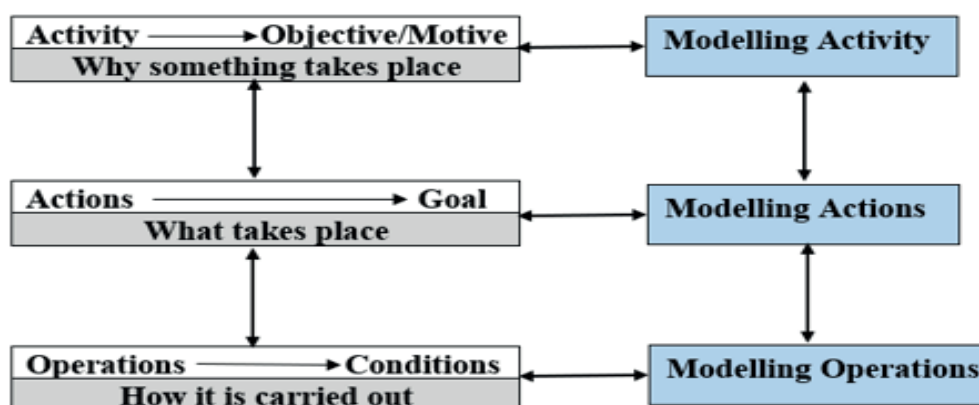 Activity Objective/Motive
Why something takes place
Modelling Activity
Actions Goal
What takes place
Modelling Actions
Operations Conditions
How it is carried out
Modelling Operations